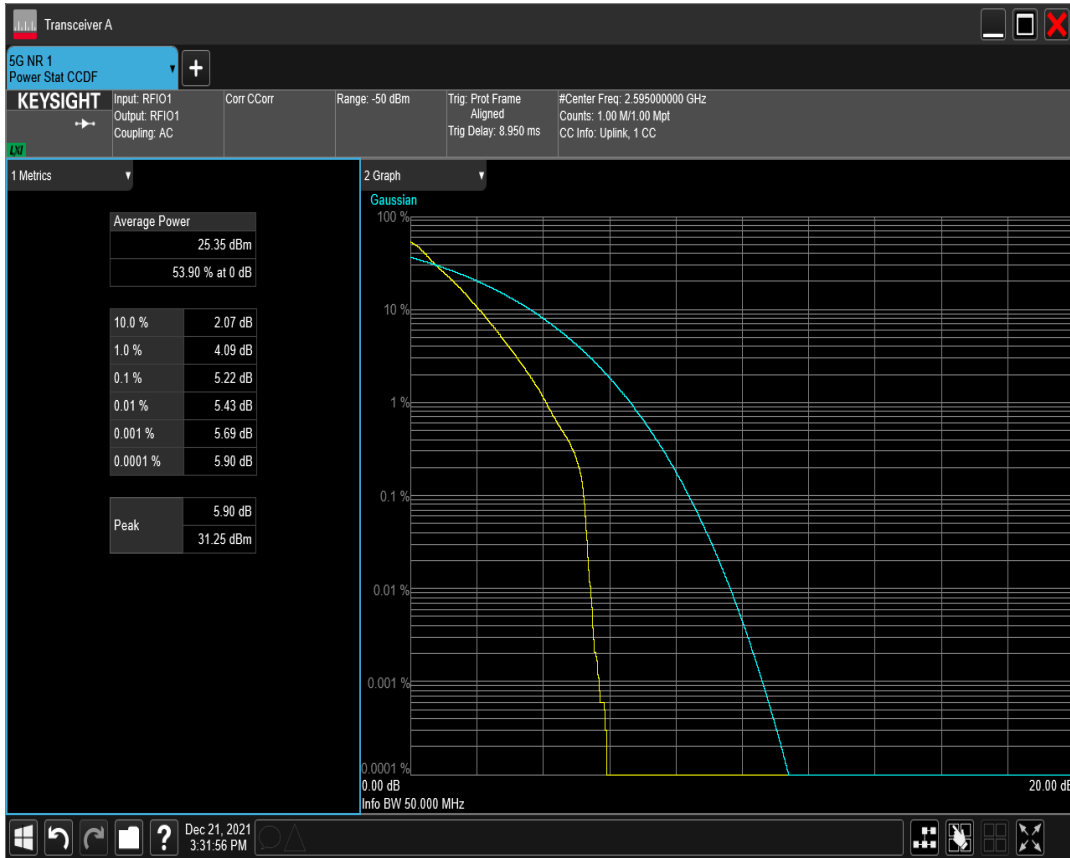 Transceiver A
5G NR 1
Power Stat CCDF
KEYSIGHT
LXI
Input: RFIO1
Output: RFIO1
Coupling: AC
Corr CCorr
Range: -50 dBm
Trig: Prot Frame
Aligned
Trig Delay: 8.950 ms
#Center Freq: 2.595000000 GHz
Counts: 1.00 M/1.00 Mpt
CC Info: Uplink, 1 CC
1 Metrics
Average Power
25.35 dBm
53.90 % at 0 dB
10.0 % 2.07 dB
1.0 % 4.09 dB
0.1 % 5.22 dB
0.01 % 5.43 dB
0.001 % 5.69 dB
0.0001 % 5.90 dB
Peak 5.90 dB
31.25 dBm
2 Graph
Gaussian
100 %
10 %
1 %
0.1 %
0.01 %
0.001 %
0.0001 %
0.00 dB 20.00 dB
Info BW 50.000 MHz
? Dec 21, 2021
3:31:56 PM